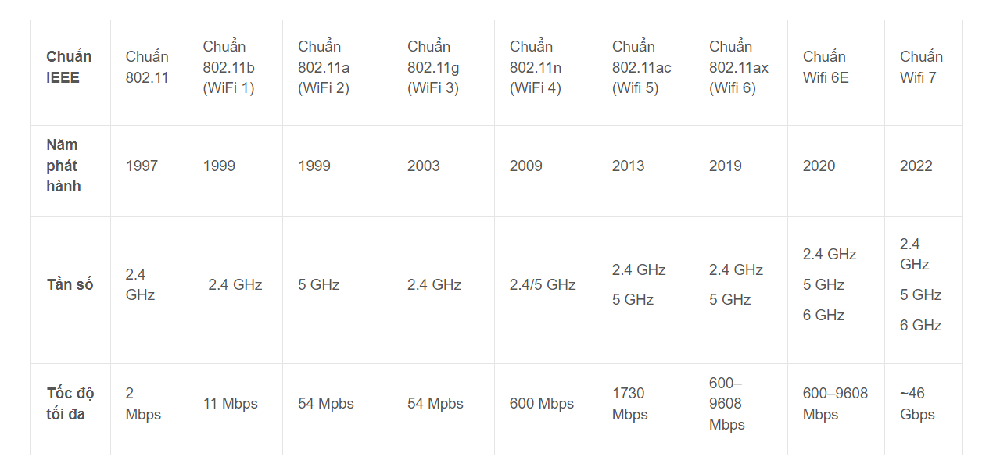 Chuẩn IEEE
Chuẩn 802.11
Chuẩn 802.11b (WiFi 1)
Chuẩn 802.11a (WiFi 2)
Chuẩn 802.11g (WiFi 3)
Chuẩn 802.11n (WiFi 4)
Chuẩn 802.11ac (Wifi 5)
Chuẩn 802.11ax (Wifi 6)
Chuẩn Wifi 6E
Chuẩn Wifi 7
Năm phát hành
1997
1999
1999
2003
2009
2013
2019
2020
2022
Tần số
2.4 GHz
2.4 GHz
5 GHz
2.4 GHz
2.4/5 GHz
2.4 GHz
5 GHz
2.4 GHz
5 GHz
2.4 GHz
5 GHz
6 GHz
2.4 GHz
5 GHz
6 GHz
Tốc độ tối đa
2 Mbps
11 Mbps
54 Mpbs
54 Mpbs
600 Mbps
1730 Mbps
600–9608 Mbps
600–9608 Mbps
~46 Gbps